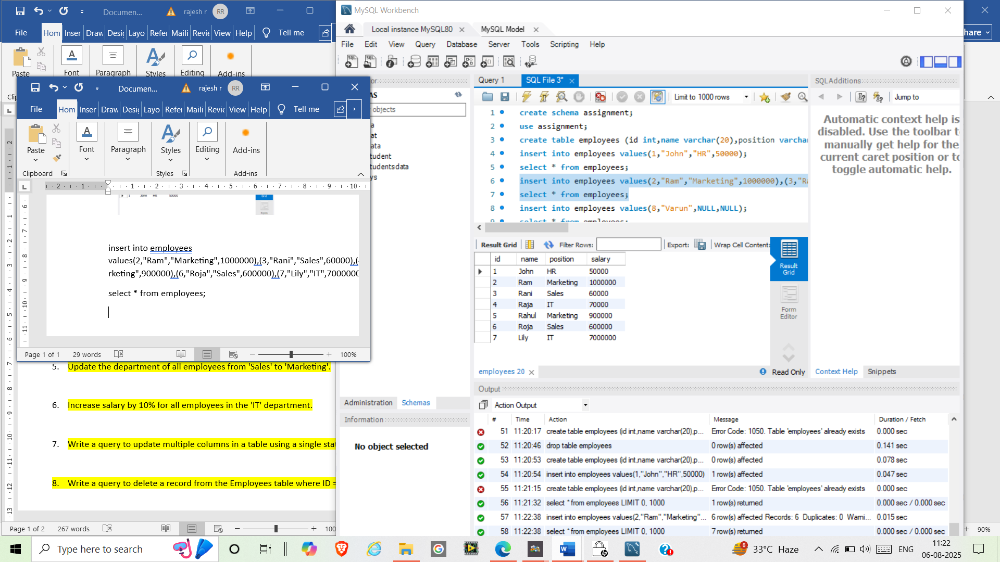 Documen...
rajesh r
RR
File
Hom
Inser
Draw
Layo
Maili
View
Help
Tell me
hare
Paste
Font
Paragraph
Styles
Editing
Add-ins
Documen...
rajesh r
RR
File
Hom
Inser
Layo
Maili
View
Help
Tell me
Paste
Font
Paragraph
Styles
Editing
Add-ins
Clipboard
Styles
Add-ins
insert into employees
values(2,"Ram","Marketing",1000000),(3,"Rani","Sales",60000),(
rketing",900000),(6,"Roja","Sales",600000),(7,"Lily","IT",7000000
select * from employees;
Page 1 of 1
29 words
100%
5. Update the department of all employees from 'Sales' to 'Marketing'.
6. Increase salary by 10% for all employees in the 'IT' department.
7. Write a query to update multiple columns in a table using a single sta
8. Write a query to delete a record from the Employees table where ID =
Page 1 of 2
267 words
MySQL Workbench
Local instance MySQL80
MySQL Model
File Edit View Query Database Server Tools Scripting Help
objects
tudent
tudentsdata
Query 1
SQL File 3*
Limit to 1000 rows
1 create schema assignment;
2 use assignment;
3 create table employees (id int,name varchar(20),position varcha
4 insert into employees values(1,"John","HR",50000);
5 select * from employees;
6 insert into employees values(2,"Ram","Marketing",1000000),(3,"Ra
7 select * from employees;
8 insert into employees values(8,"Varun",NULL,NULL);
9 select * from employees;
Result Grid
Filter Rows:
Export:
Wrap Cell Content:
id name position salary
1 John HR 50000
2 Ram Marketing 1000000
3 Rani Sales 60000
4 Raja IT 70000
5 Rahul Marketing 900000
6 Roja Sales 600000
7 Lily IT 7000000
Result
Grid
Form
Editor
employees 20
Read Only
SQLAdditions
Jump to
Automatic context help is
disabled. Use the toolbar t
manually get help for the
current caret position or to
toggle automatic help.
Context Help
Snippets
Administration
Schemas
Information
No object selected
Output
Action Output
# Time Action Message Duration / Fetch
51 11:20:17 create table employees (id int,name varchar(20),p... Error Code: 1050. Table 'employees' already exists 0.000 sec
52 11:20:46 drop table employees 0 row(s) affected 0.141 sec
53 11:20:53 create table employees (id int,name varchar(20),p... 0 row(s) affected 0.078 sec
54 11:20:54 insert into employees values(1,"John","HR",50000) 1 row(s) affected 0.047 sec
55 11:21:15 create table employees (id int,name varchar(20),p... Error Code: 1050. Table 'employees' already exists 0.000 sec
56 11:21:32 select * from employees LIMIT 0, 1000 1 row(s) returned 0.000 sec / 0.000 sec
57 11:22:38 insert into employees values(2,"Ram","Marketing"... 6 row(s) affected Records: 6 Duplicates: 0 Warni... 0.015 sec
58 11:22:38 select * from employees LIMIT 0, 1000 7 row(s) returned 0.000 sec / 0.000 sec
90%
Type here to search
33°C Haze
ENG
11:22
06-08-2025